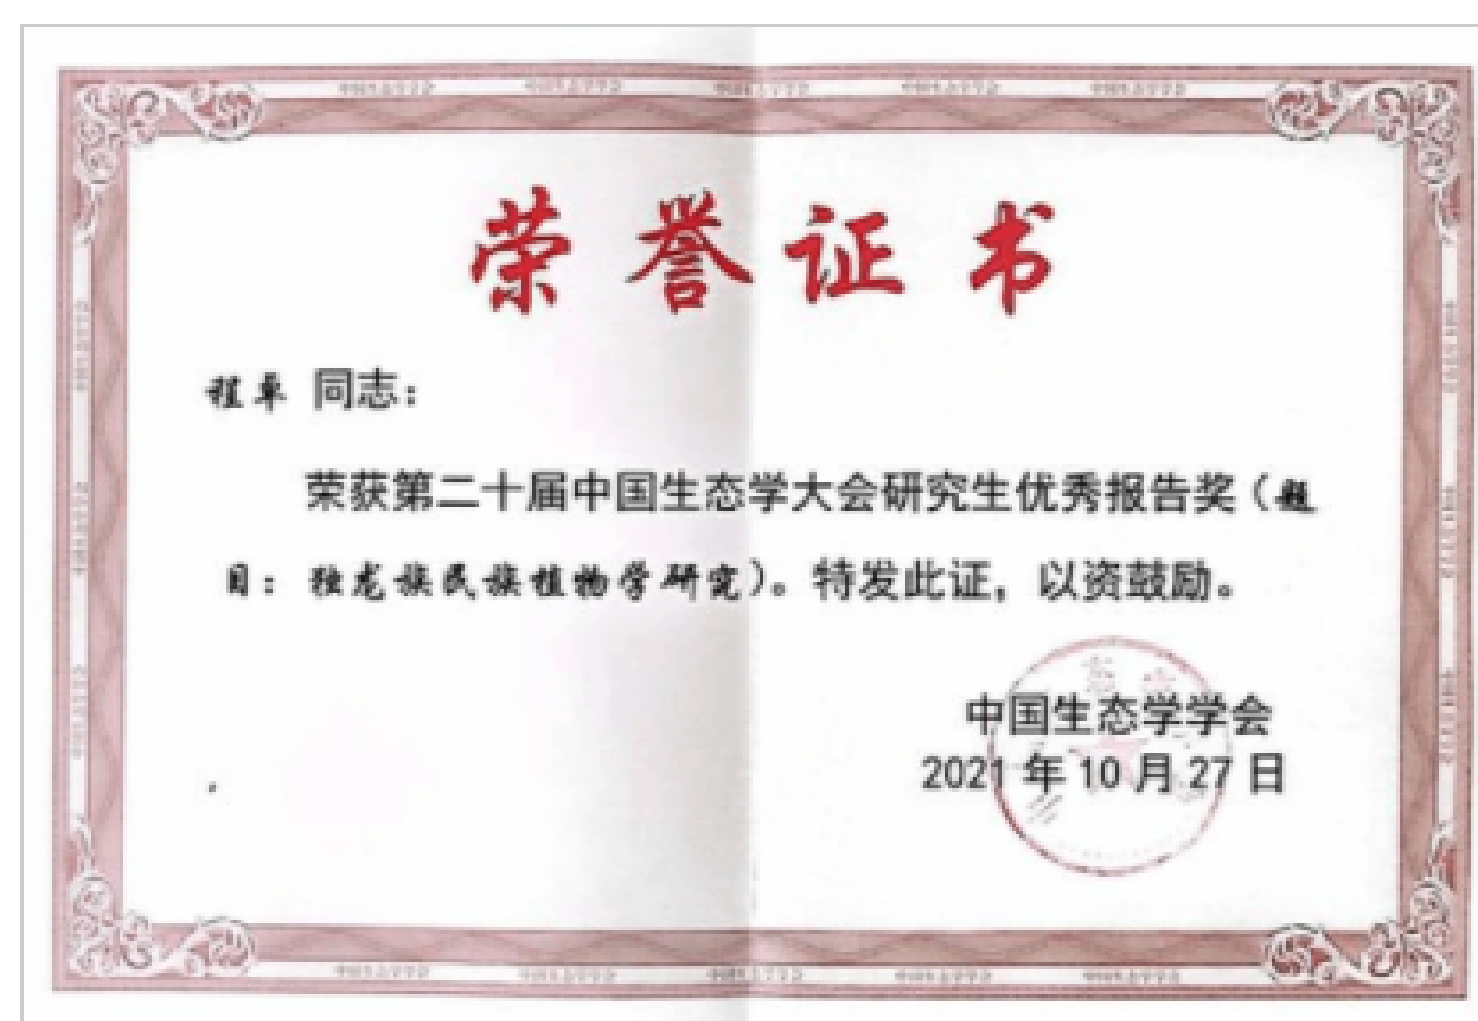 荣誉证书
程卓 同志：
荣获第二十届中国生态学大会研究生优秀报告奖（题
目：独龙族民族植物学研究）。特发此证，以资鼓励。
中国生态学学会
2021 年 10 月 27 日